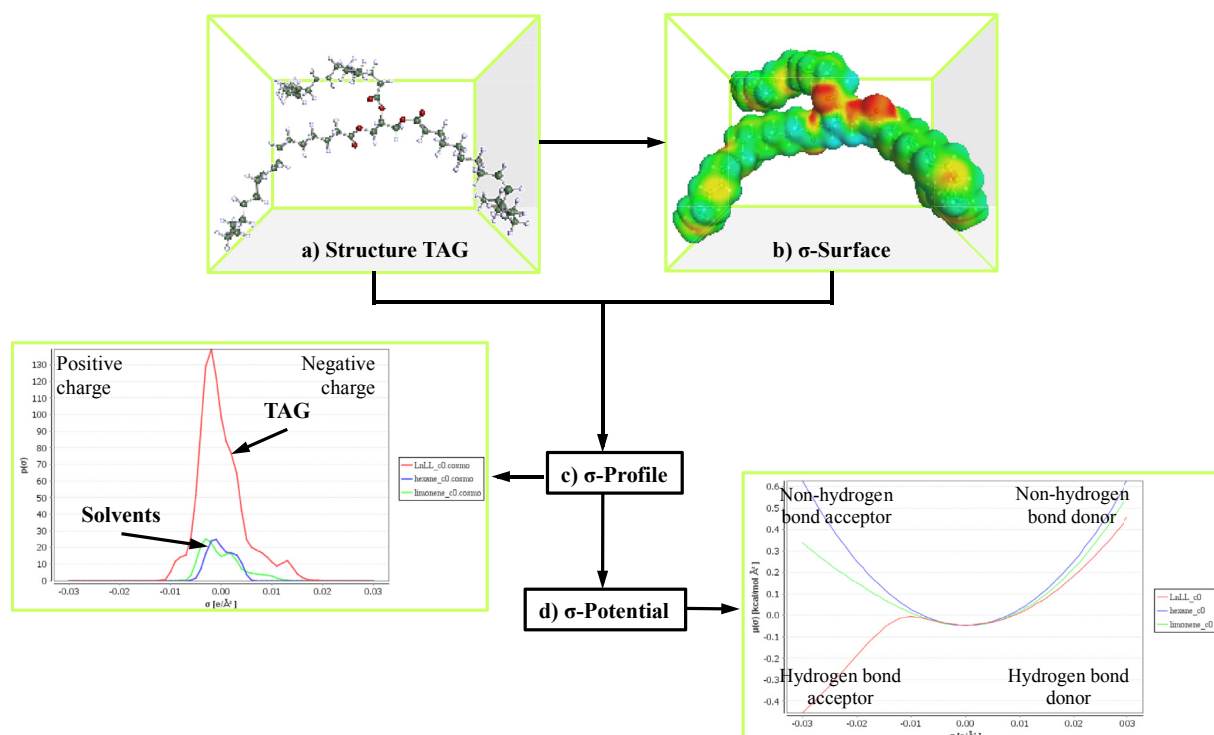 a) Structure TAG
b) σ-Surface
Positive
charge
Negative
charge
TAG
Solvents
p(σ)
130
120
110
100
90
80
70
60
50
40
30
20
10
0
-0.03
-0.02
-0.01
0.00
0.01
0.02
0.03
σ [e/Å²]
LnLL_c0.cosmo
hexane_c0.cosmo
limonene_c0.cosmo
c) σ-Profile
d) σ-Potential
Non-hydrogen
bond acceptor
Non-hydrogen
bond donor
Hydrogen bond
acceptor
Hydrogen bond
donor
μ(σ) [kcal/mol Å²]
0.6
0.5
0.4
0.3
0.2
0.1
0.0
-0.1
-0.2
-0.3
-0.4
-0.03
-0.02
-0.01
0.00
0.01
0.02
03
LnLL_c0
hexane_c0
limonene_c0